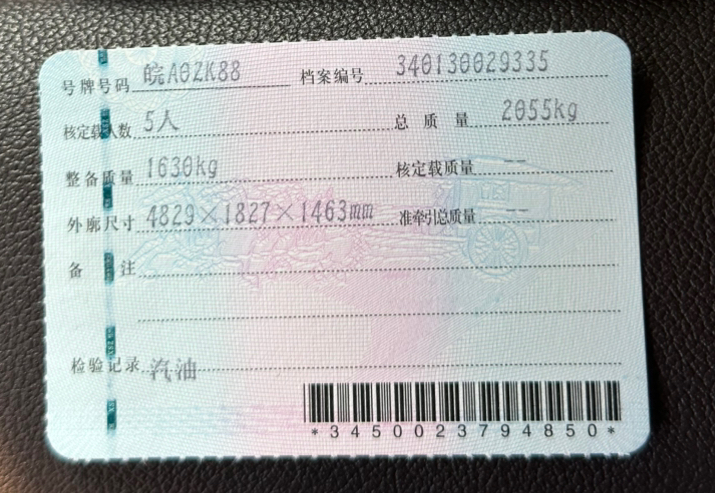 号牌号码 皖A0ZK88 档案编号 340130029335
核定载人数 5人 总质量 2055kg
整备质量 1630kg 核定载质量 --
外廓尺寸 4829×1827×1463mm 准牵引总质量 --
备注
检验记录 汽油
*3450023794850*